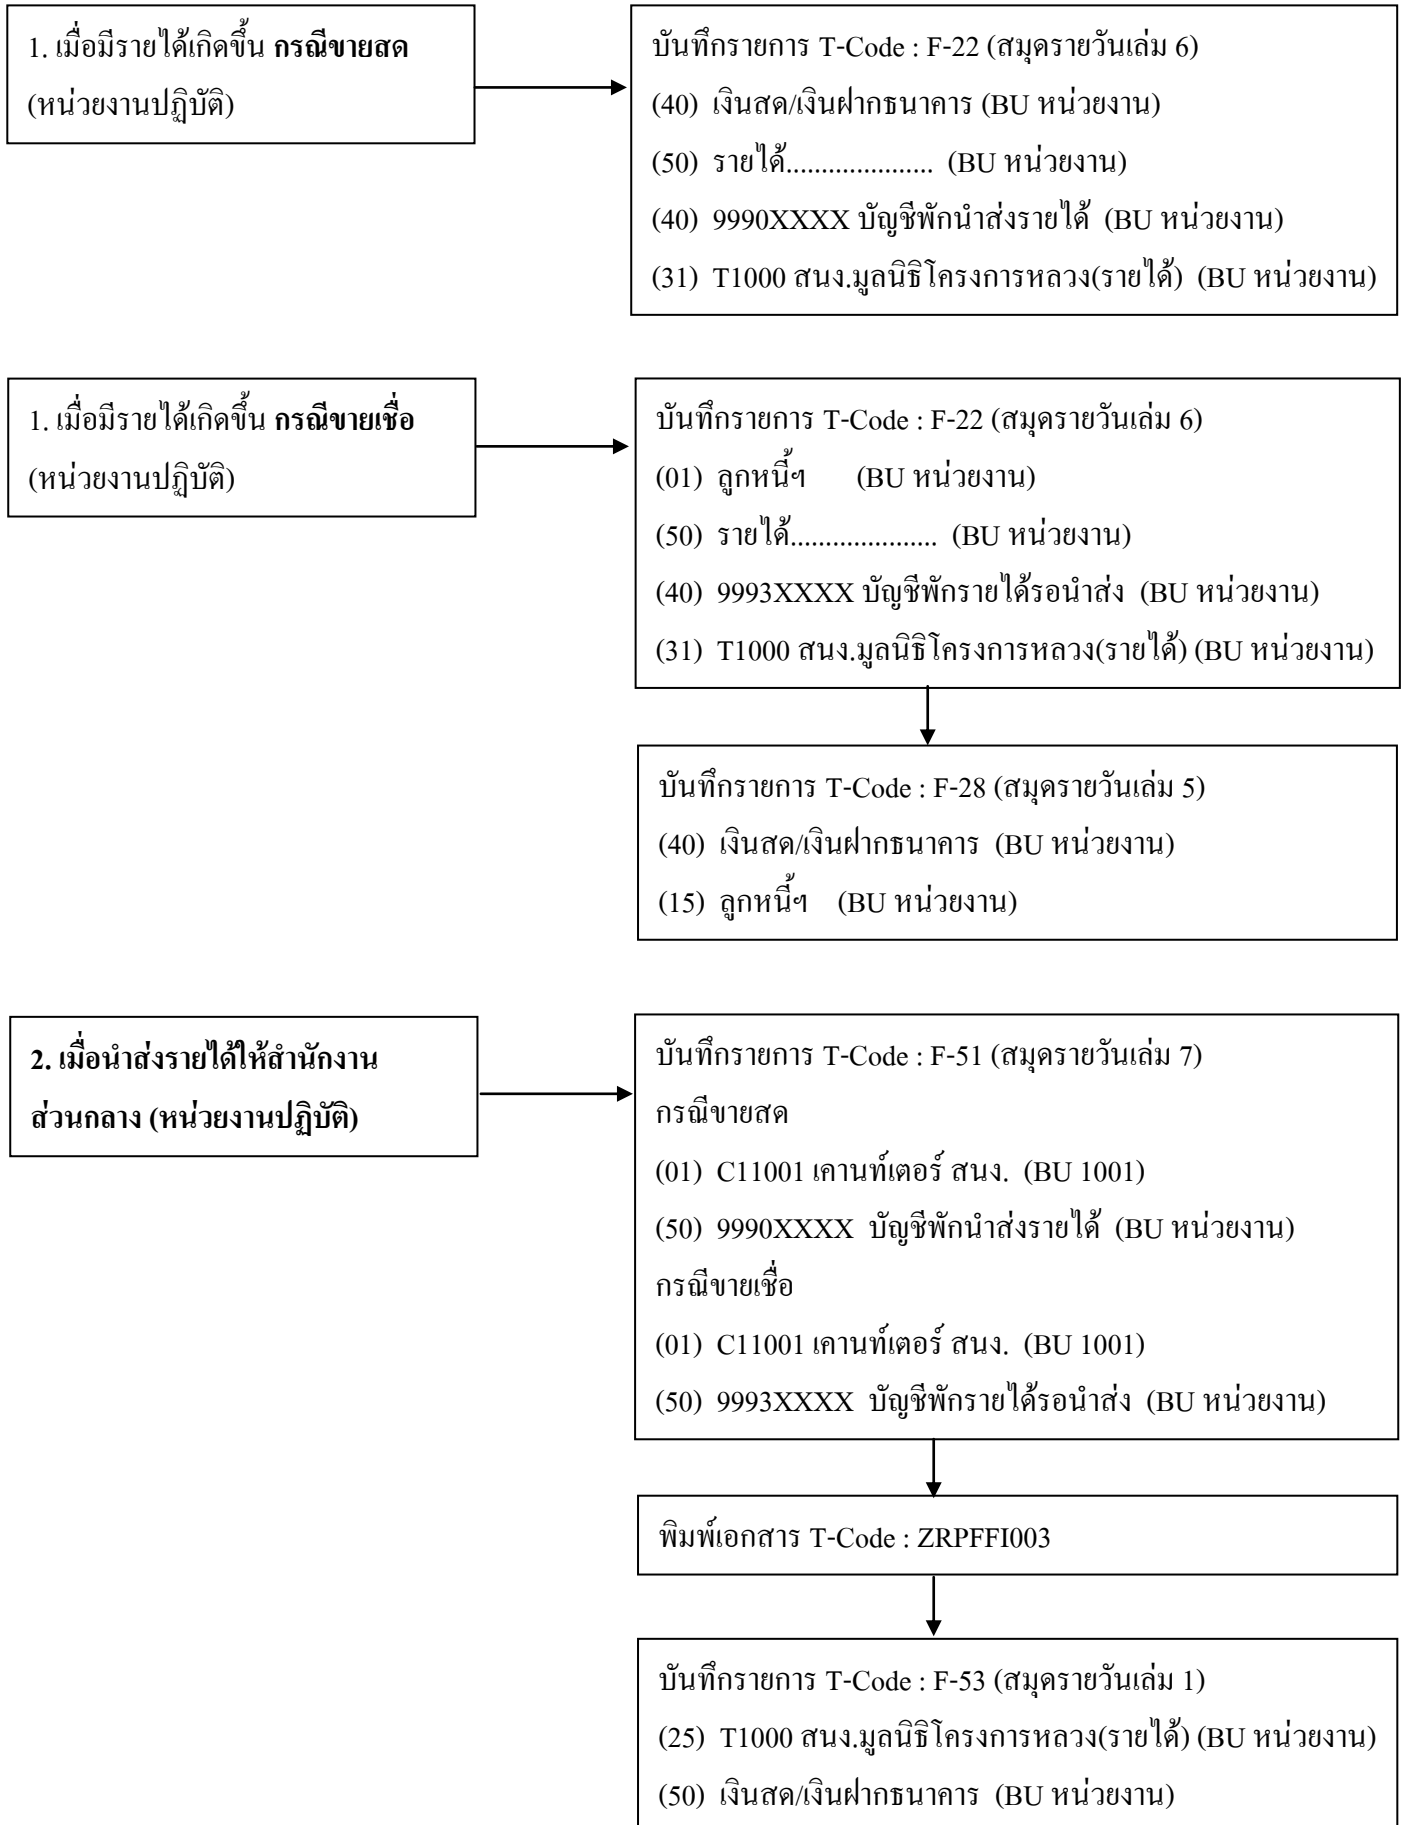 1. เมื่อมีรายได้เกิดขึ้น กรณีขายสด
(หน่วยงานปฏิบัติ)
บันทึกรายการ T-Code : F-22 (สมุดรายวันเล่ม 6)
(40) เงินสด/เงินฝากธนาคาร (BU หน่วยงาน)
(50) รายได้..................... (BU หน่วยงาน)
(40) 9990XXXX บัญชีพักนำส่งรายได้ (BU หน่วยงาน)
(31) T1000 สนง.มูลนิธิโครงการหลวง(รายได้) (BU หน่วยงาน)
1. เมื่อมีรายได้เกิดขึ้น กรณีขายเชื่อ
(หน่วยงานปฏิบัติ)
บันทึกรายการ T-Code : F-22 (สมุดรายวันเล่ม 6)
(01) ลูกหนี้ฯ (BU หน่วยงาน)
(50) รายได้..................... (BU หน่วยงาน)
(40) 9993XXXX บัญชีพักรายได้รอนำส่ง (BU หน่วยงาน)
(31) T1000 สนง.มูลนิธิโครงการหลวง(รายได้) (BU หน่วยงาน)
บันทึกรายการ T-Code : F-28 (สมุดรายวันเล่ม 5)
(40) เงินสด/เงินฝากธนาคาร (BU หน่วยงาน)
(15) ลูกหนี้ฯ (BU หน่วยงาน)
2. เมื่อนำส่งรายได้ให้สำนักงาน
ส่วนกลาง (หน่วยงานปฏิบัติ)
บันทึกรายการ T-Code : F-51 (สมุดรายวันเล่ม 7)
กรณีขายสด
(01) C11001 เคานท์เตอร์ สนง. (BU 1001)
(50) 9990XXXX บัญชีพักนำส่งรายได้ (BU หน่วยงาน)
กรณีขายเชื่อ
(01) C11001 เคานท์เตอร์ สนง. (BU 1001)
(50) 9993XXXX บัญชีพักรายได้รอนำส่ง (BU หน่วยงาน)
พิมพ์เอกสาร T-Code : ZRPFFI003
บันทึกรายการ T-Code : F-53 (สมุดรายวันเล่ม 1)
(25) T1000 สนง.มูลนิธิโครงการหลวง(รายได้) (BU หน่วยงาน)
(50) เงินสด/เงินฝากธนาคาร (BU หน่วยงาน)